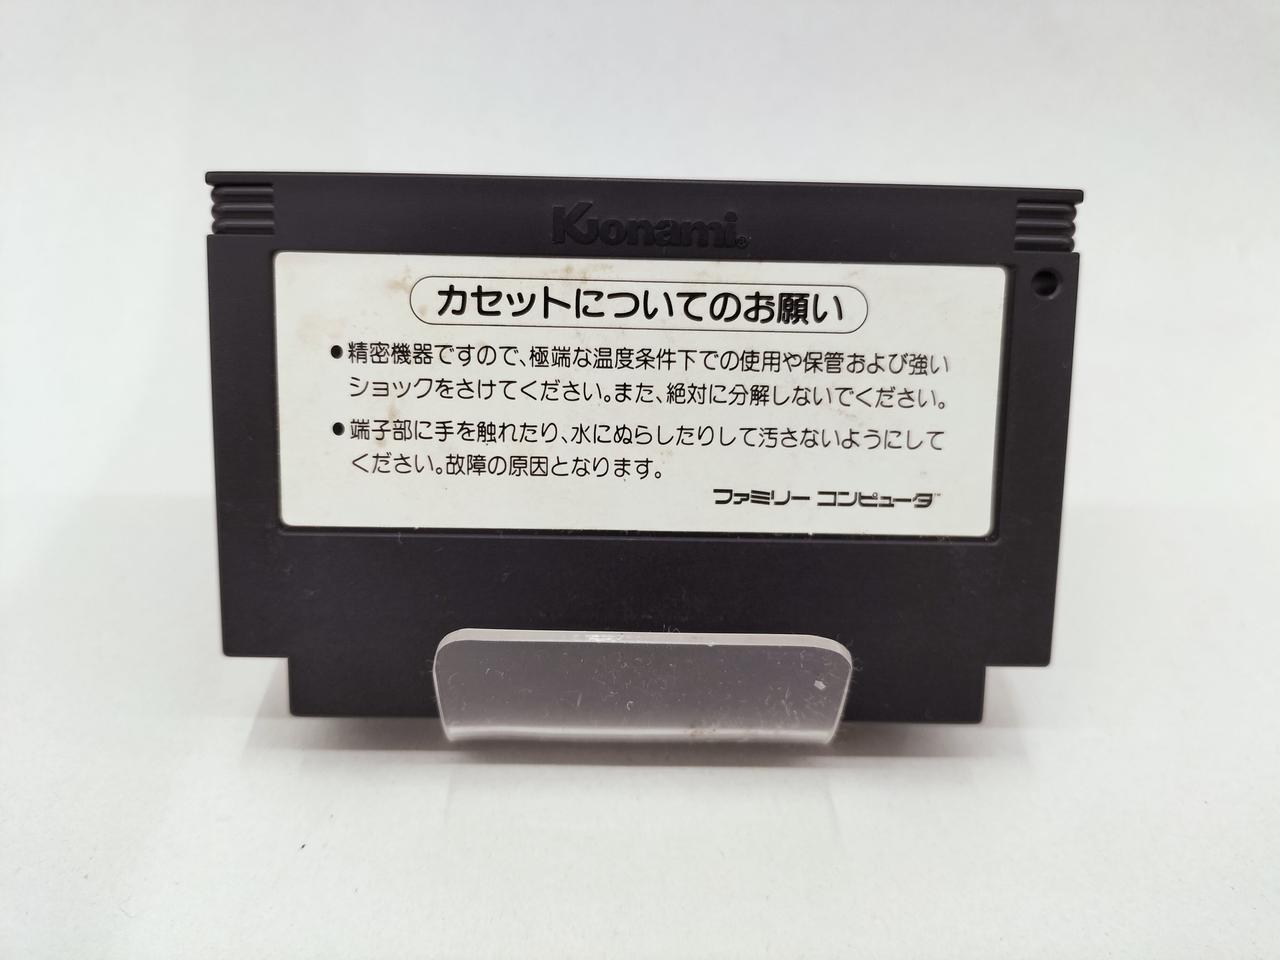 Konami®
カセットについてのお願い
●精密機器ですので、極端な温度条件下での使用や保管および強い
ショックをさけてください。また、絶対に分解しないでください。
●端子部に手を触れたり、水にぬらしたりして汚さないようにして
ください。故障の原因となります。
ファミリー コンピュータ™